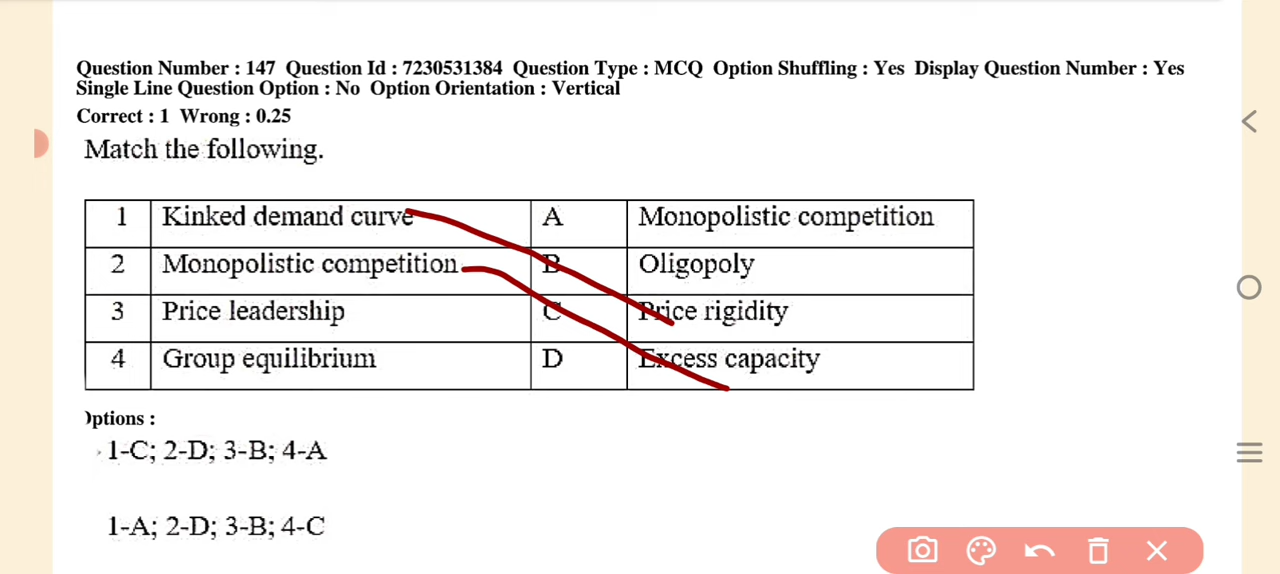 Question Number : 147 Question Id : 7230531384 Question Type : MCQ Option Shuffling : Yes Display Question Number : Yes
Single Line Question Option : No Option Orientation : Vertical
Correct : 1 Wrong : 0.25
Match the following.
1 Kinked demand curve A Monopolistic competition
2 Monopolistic competition B Oligopoly
3 Price leadership C Price rigidity
4 Group equilibrium D Excess capacity
ptions :
1-C; 2-D; 3-B; 4-A
1-A; 2-D; 3-B; 4-C